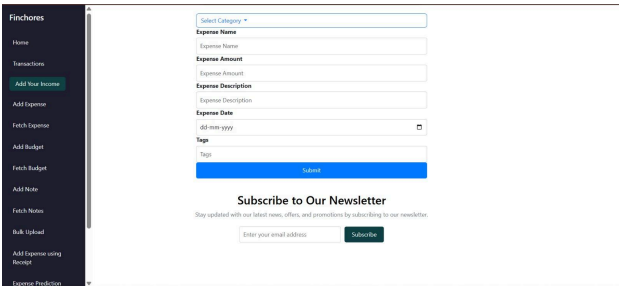 Finchores
Home
Transactions
Add Your Income
Add Expense
Fetch Expense
Add Budget
Fetch Budget
Add Note
Fetch Notes
Bulk Upload
Add Expense using
Receipt
Expense Prediction
Select Category
Expense Name
Expense Name
Expense Amount
Expense Amount
Expense Description
Expense Description
Expense Date
dd-mm-yyyy
Tags
Tags
Submit
Subscribe to Our Newsletter
Stay updated with our latest news, offers, and promotions by subscribing to our newsletter.
Enter your email address
Subscribe